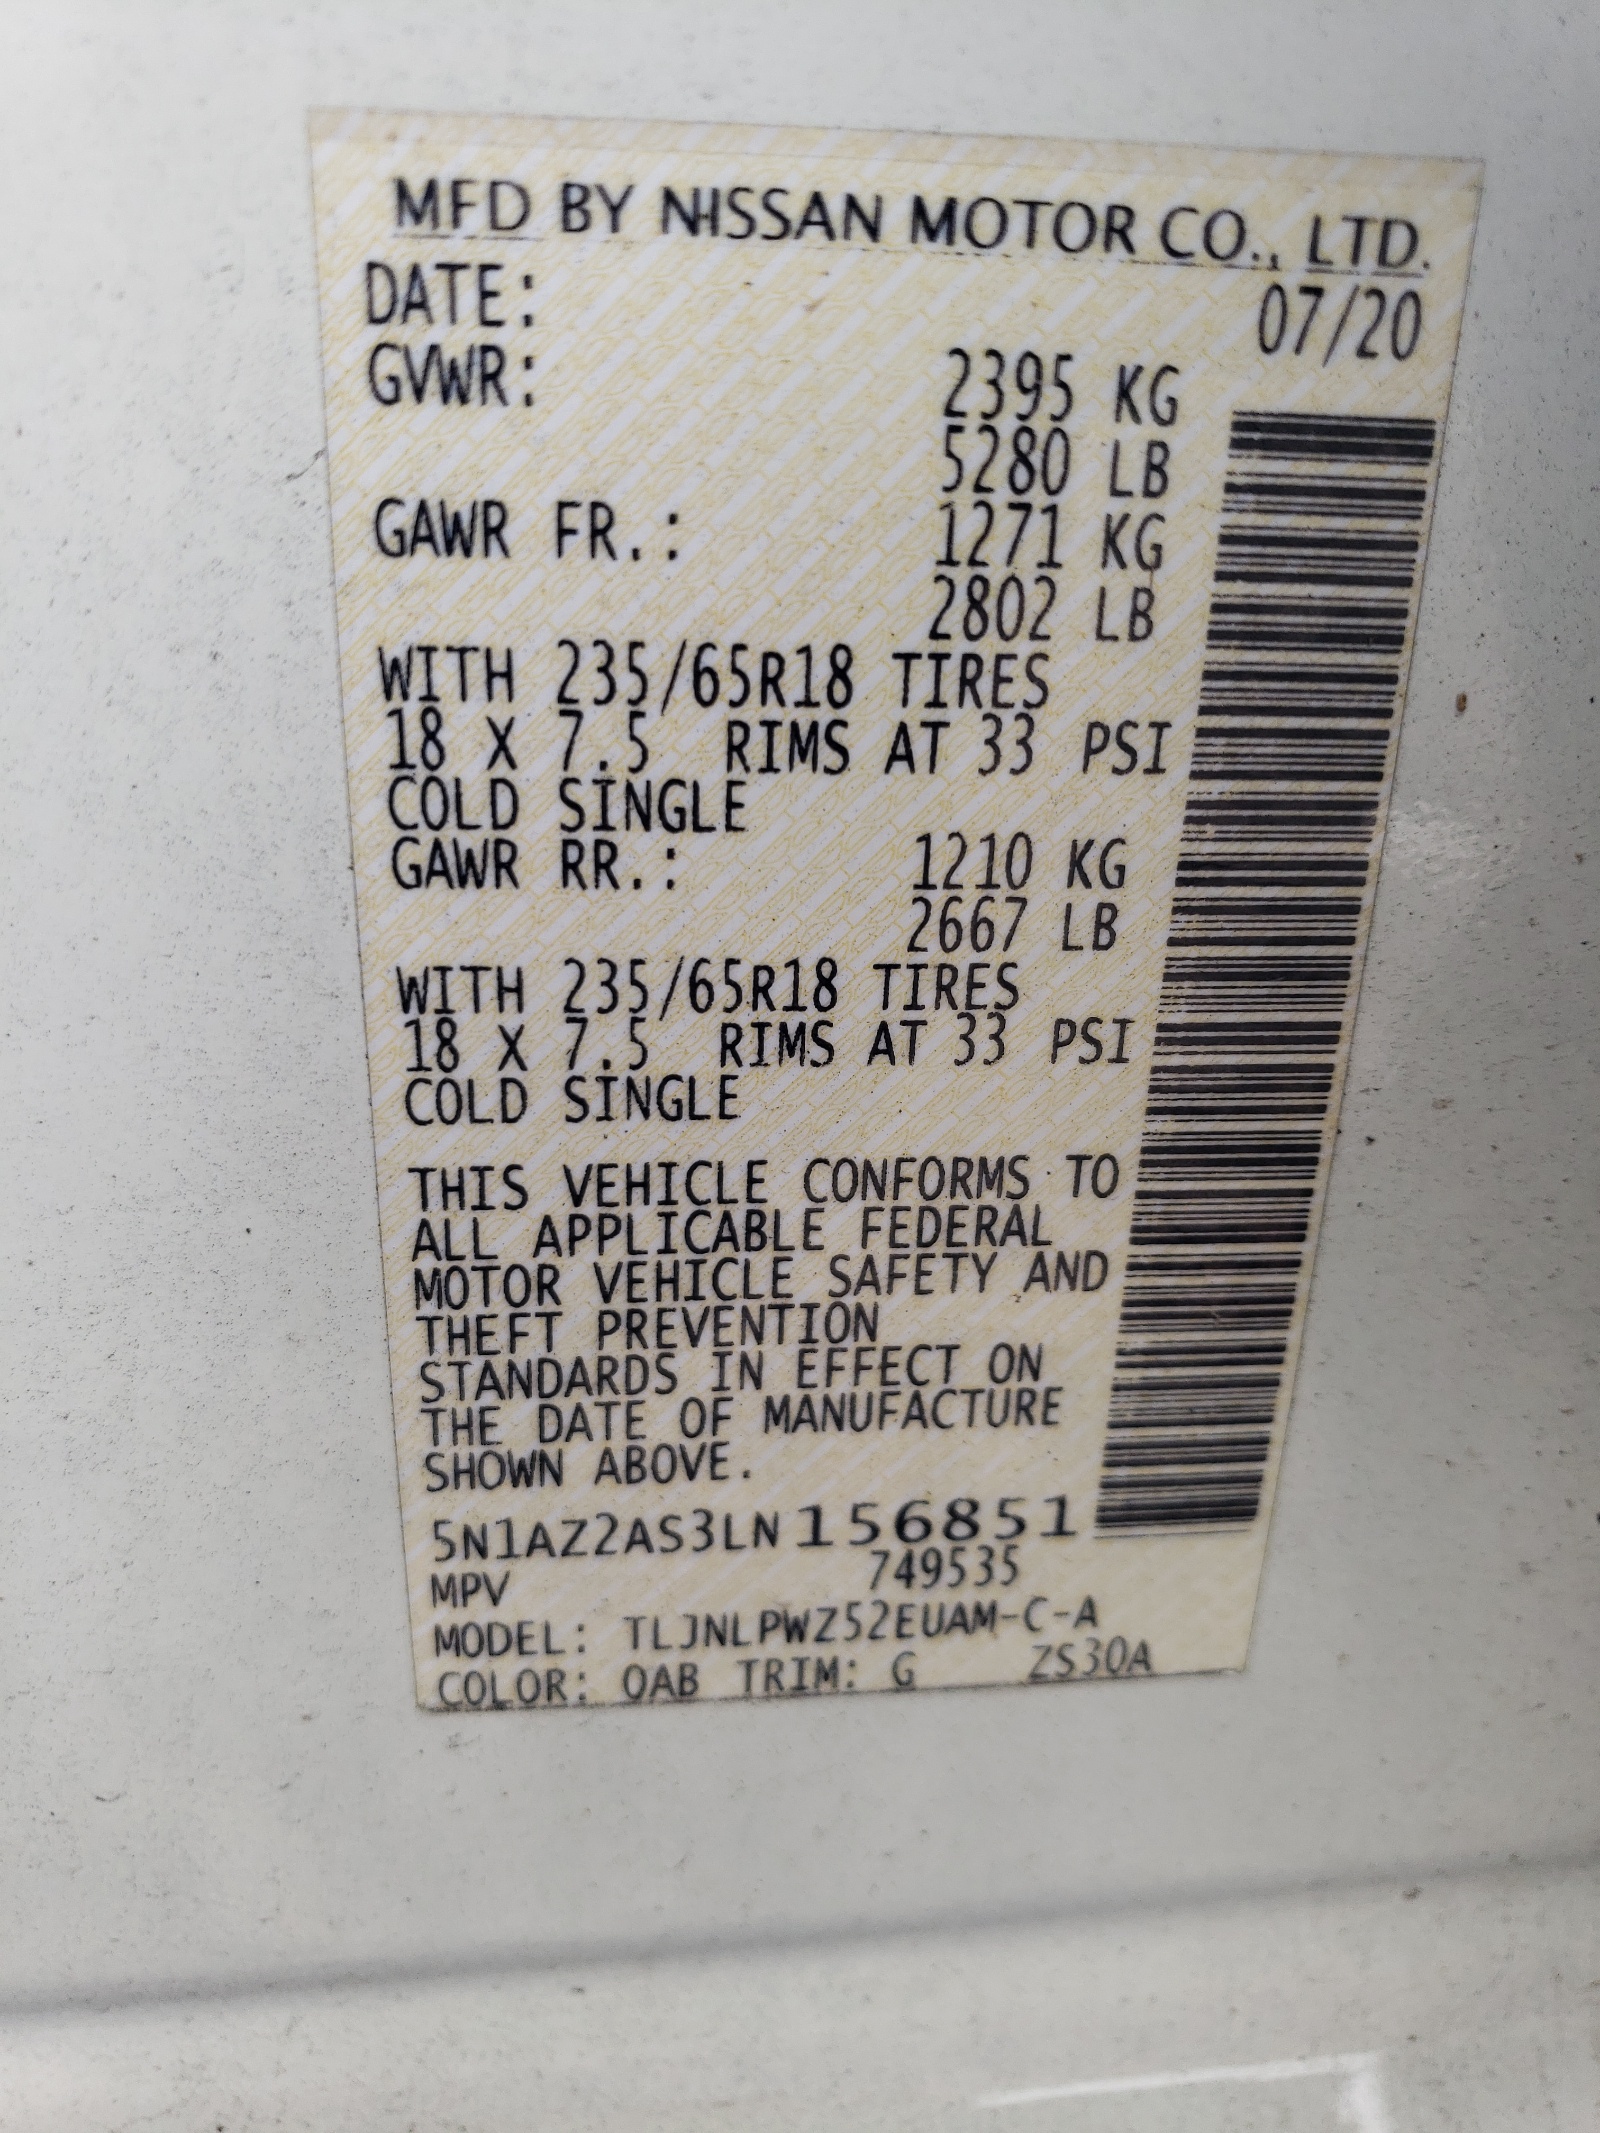 MFD BY NISSAN MOTOR CO., LTD.
DATE: 07/20
GVWR: 2395 KG
5280 LB
GAWR FR.: 1271 KG
2802 LB
WITH 235/65R18 TIRES
18 X 7.5 RIMS AT 33 PSI
COLD SINGLE
GAWR RR.: 1210 KG
2667 LB
WITH 235/65R18 TIRES
18 X 7.5 RIMS AT 33 PSI
COLD SINGLE
THIS VEHICLE CONFORMS TO
ALL APPLICABLE FEDERAL
MOTOR VEHICLE SAFETY AND
THEFT PREVENTION
STANDARDS IN EFFECT ON
THE DATE OF MANUFACTURE
SHOWN ABOVE.
5N1AZ2AS3LN156851
MPV 749535
MODEL: TLJNLPWZ52EUAM-C-A
COLOR: QAB TRIM: G ZS30A